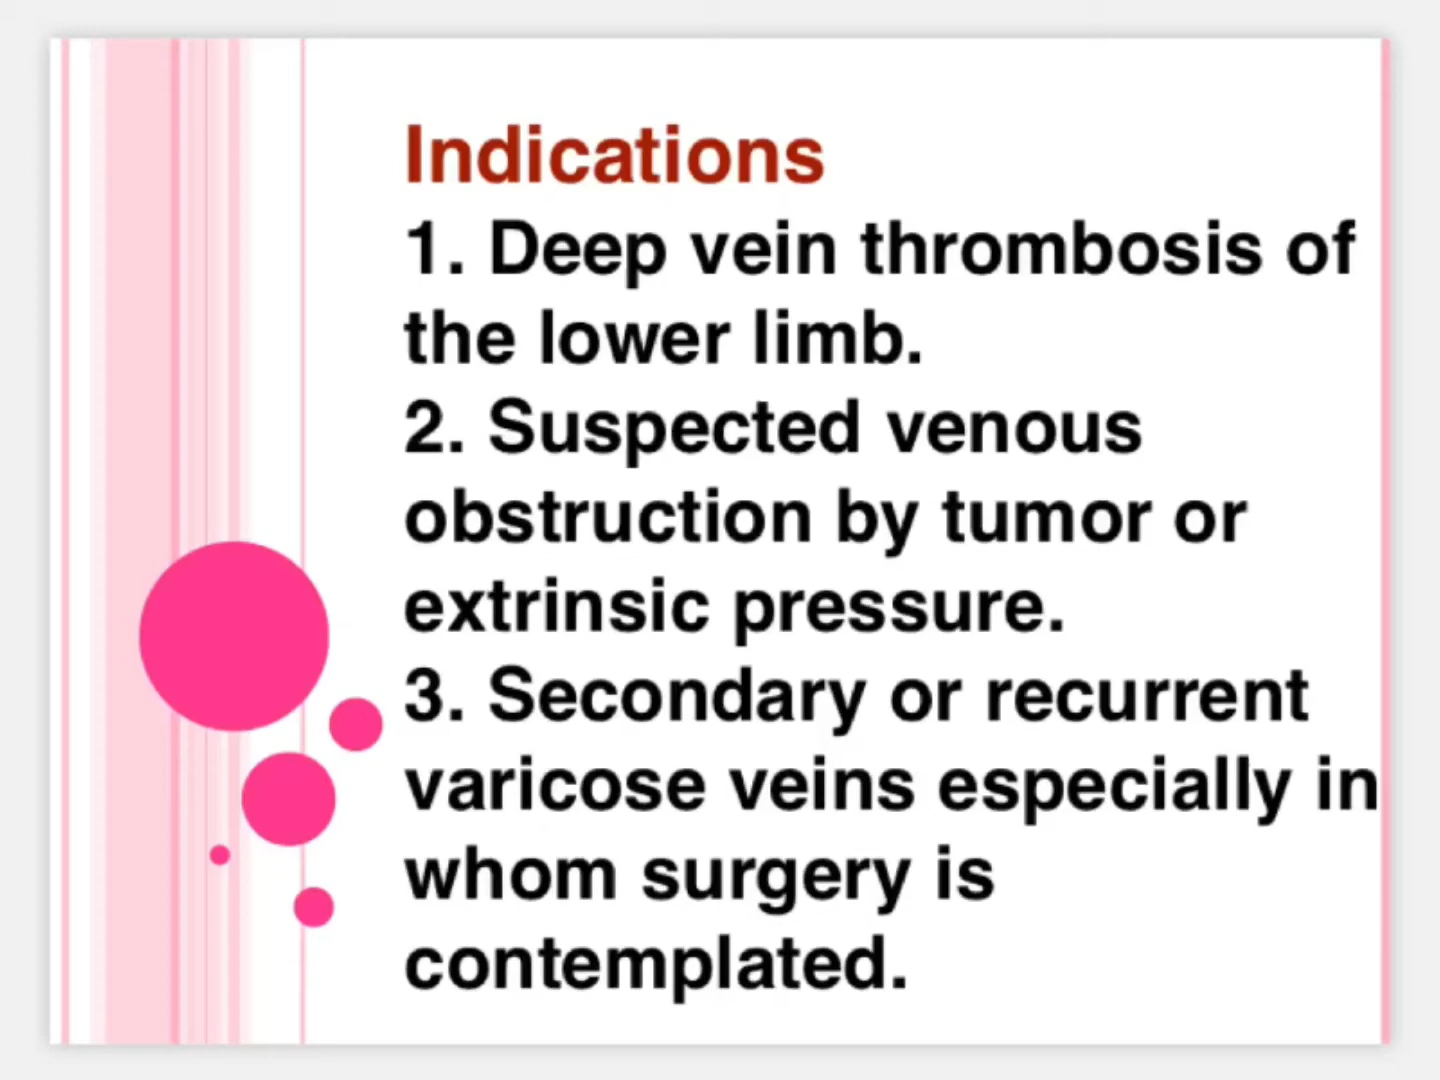 Indications
1. Deep vein thrombosis of
the lower limb.
2. Suspected venous
obstruction by tumor or
extrinsic pressure.
3. Secondary or recurrent
varicose veins especially in
whom surgery is
contemplated.